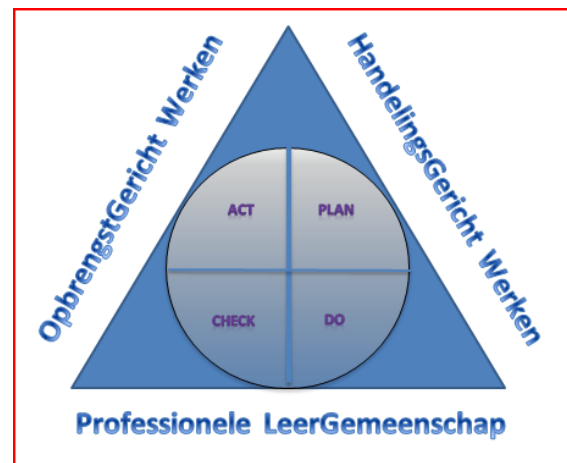 OpbrengstGericht Werken
HandelingsGericht Werken
ACT
PLAN
CHECK
DO
Professionele LeerGemeenschap